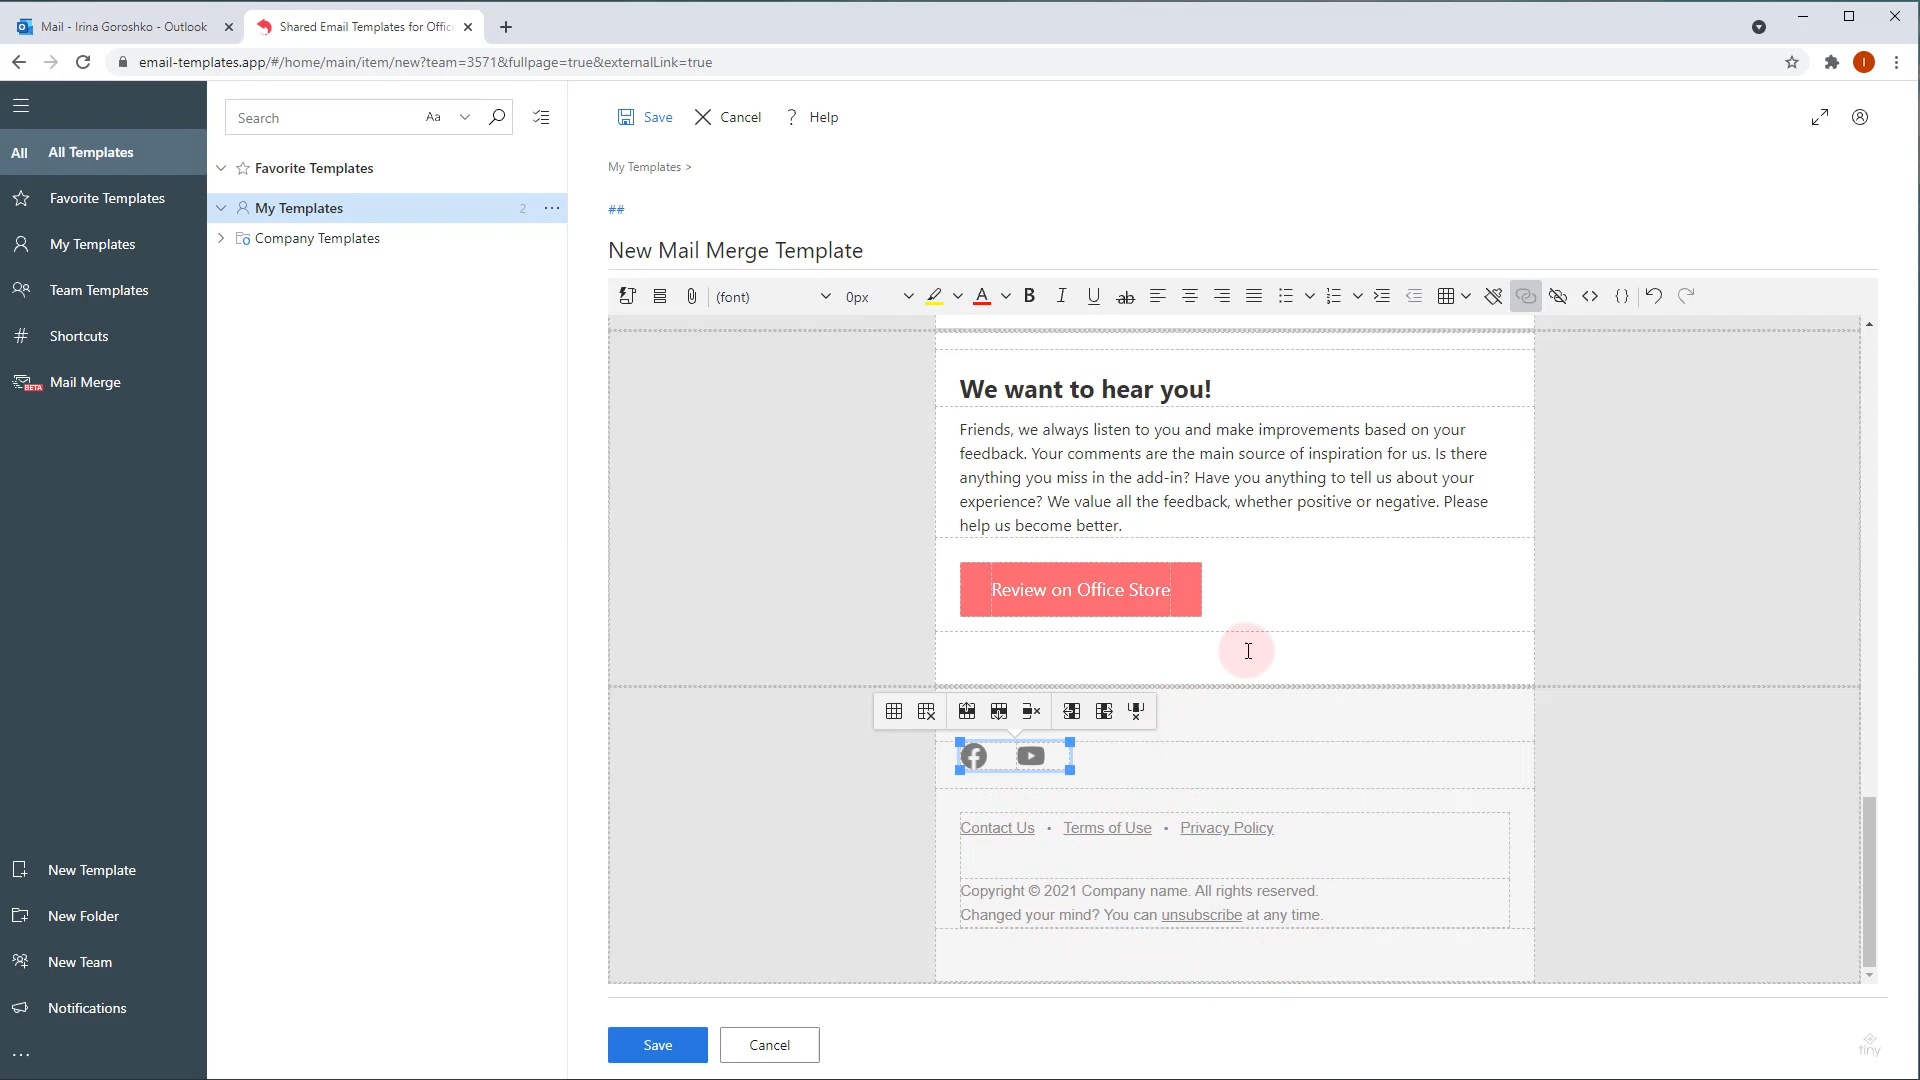 Mail - Irina Goroshko - Outlook
Shared Email Templates for Offic
email-templates.app/#/home/main/item/new?team=3571&fullpage=true&externalLink=true
I
All All Templates
Favorite Templates
My Templates
Team Templates
# Shortcuts
BETA Mail Merge
New Template
New Folder
New Team
Notifications
Search Aa
Favorite Templates
My Templates 2
Company Templates
Save Cancel ? Help
My Templates >
##
New Mail Merge Template
(font) 0px A B I U ab
We want to hear you!
Friends, we always listen to you and make improvements based on your
feedback. Your comments are the main source of inspiration for us. Is there
anything you miss in the add-in? Have you anything to tell us about your
experience? We value all the feedback, whether positive or negative. Please
help us become better.
Review on Office Store
Contact Us • Terms of Use • Privacy Policy
Copyright © 2021 Company name. All rights reserved.
Changed your mind? You can unsubscribe at any time.
Save Cancel
tiny